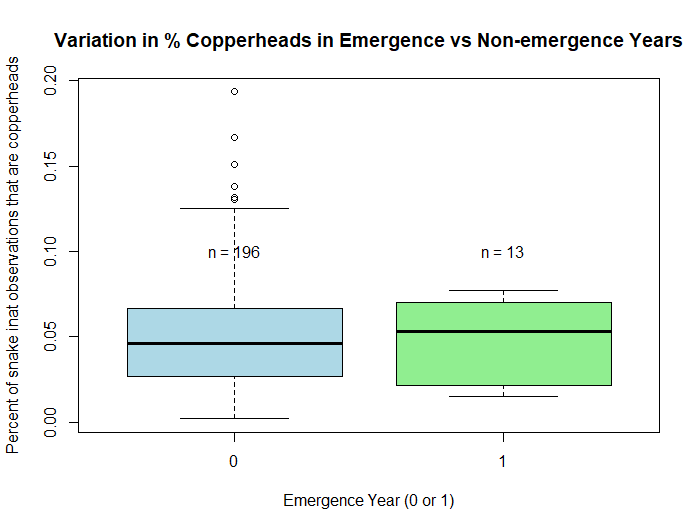 Variation in % Copperheads in Emergence vs Non-emergence Years
Percent of snake inat observations that are copperheads
0.20
0.15
0.10
0.05
0.00
n = 196
n = 13
0
1
Emergence Year (0 or 1)